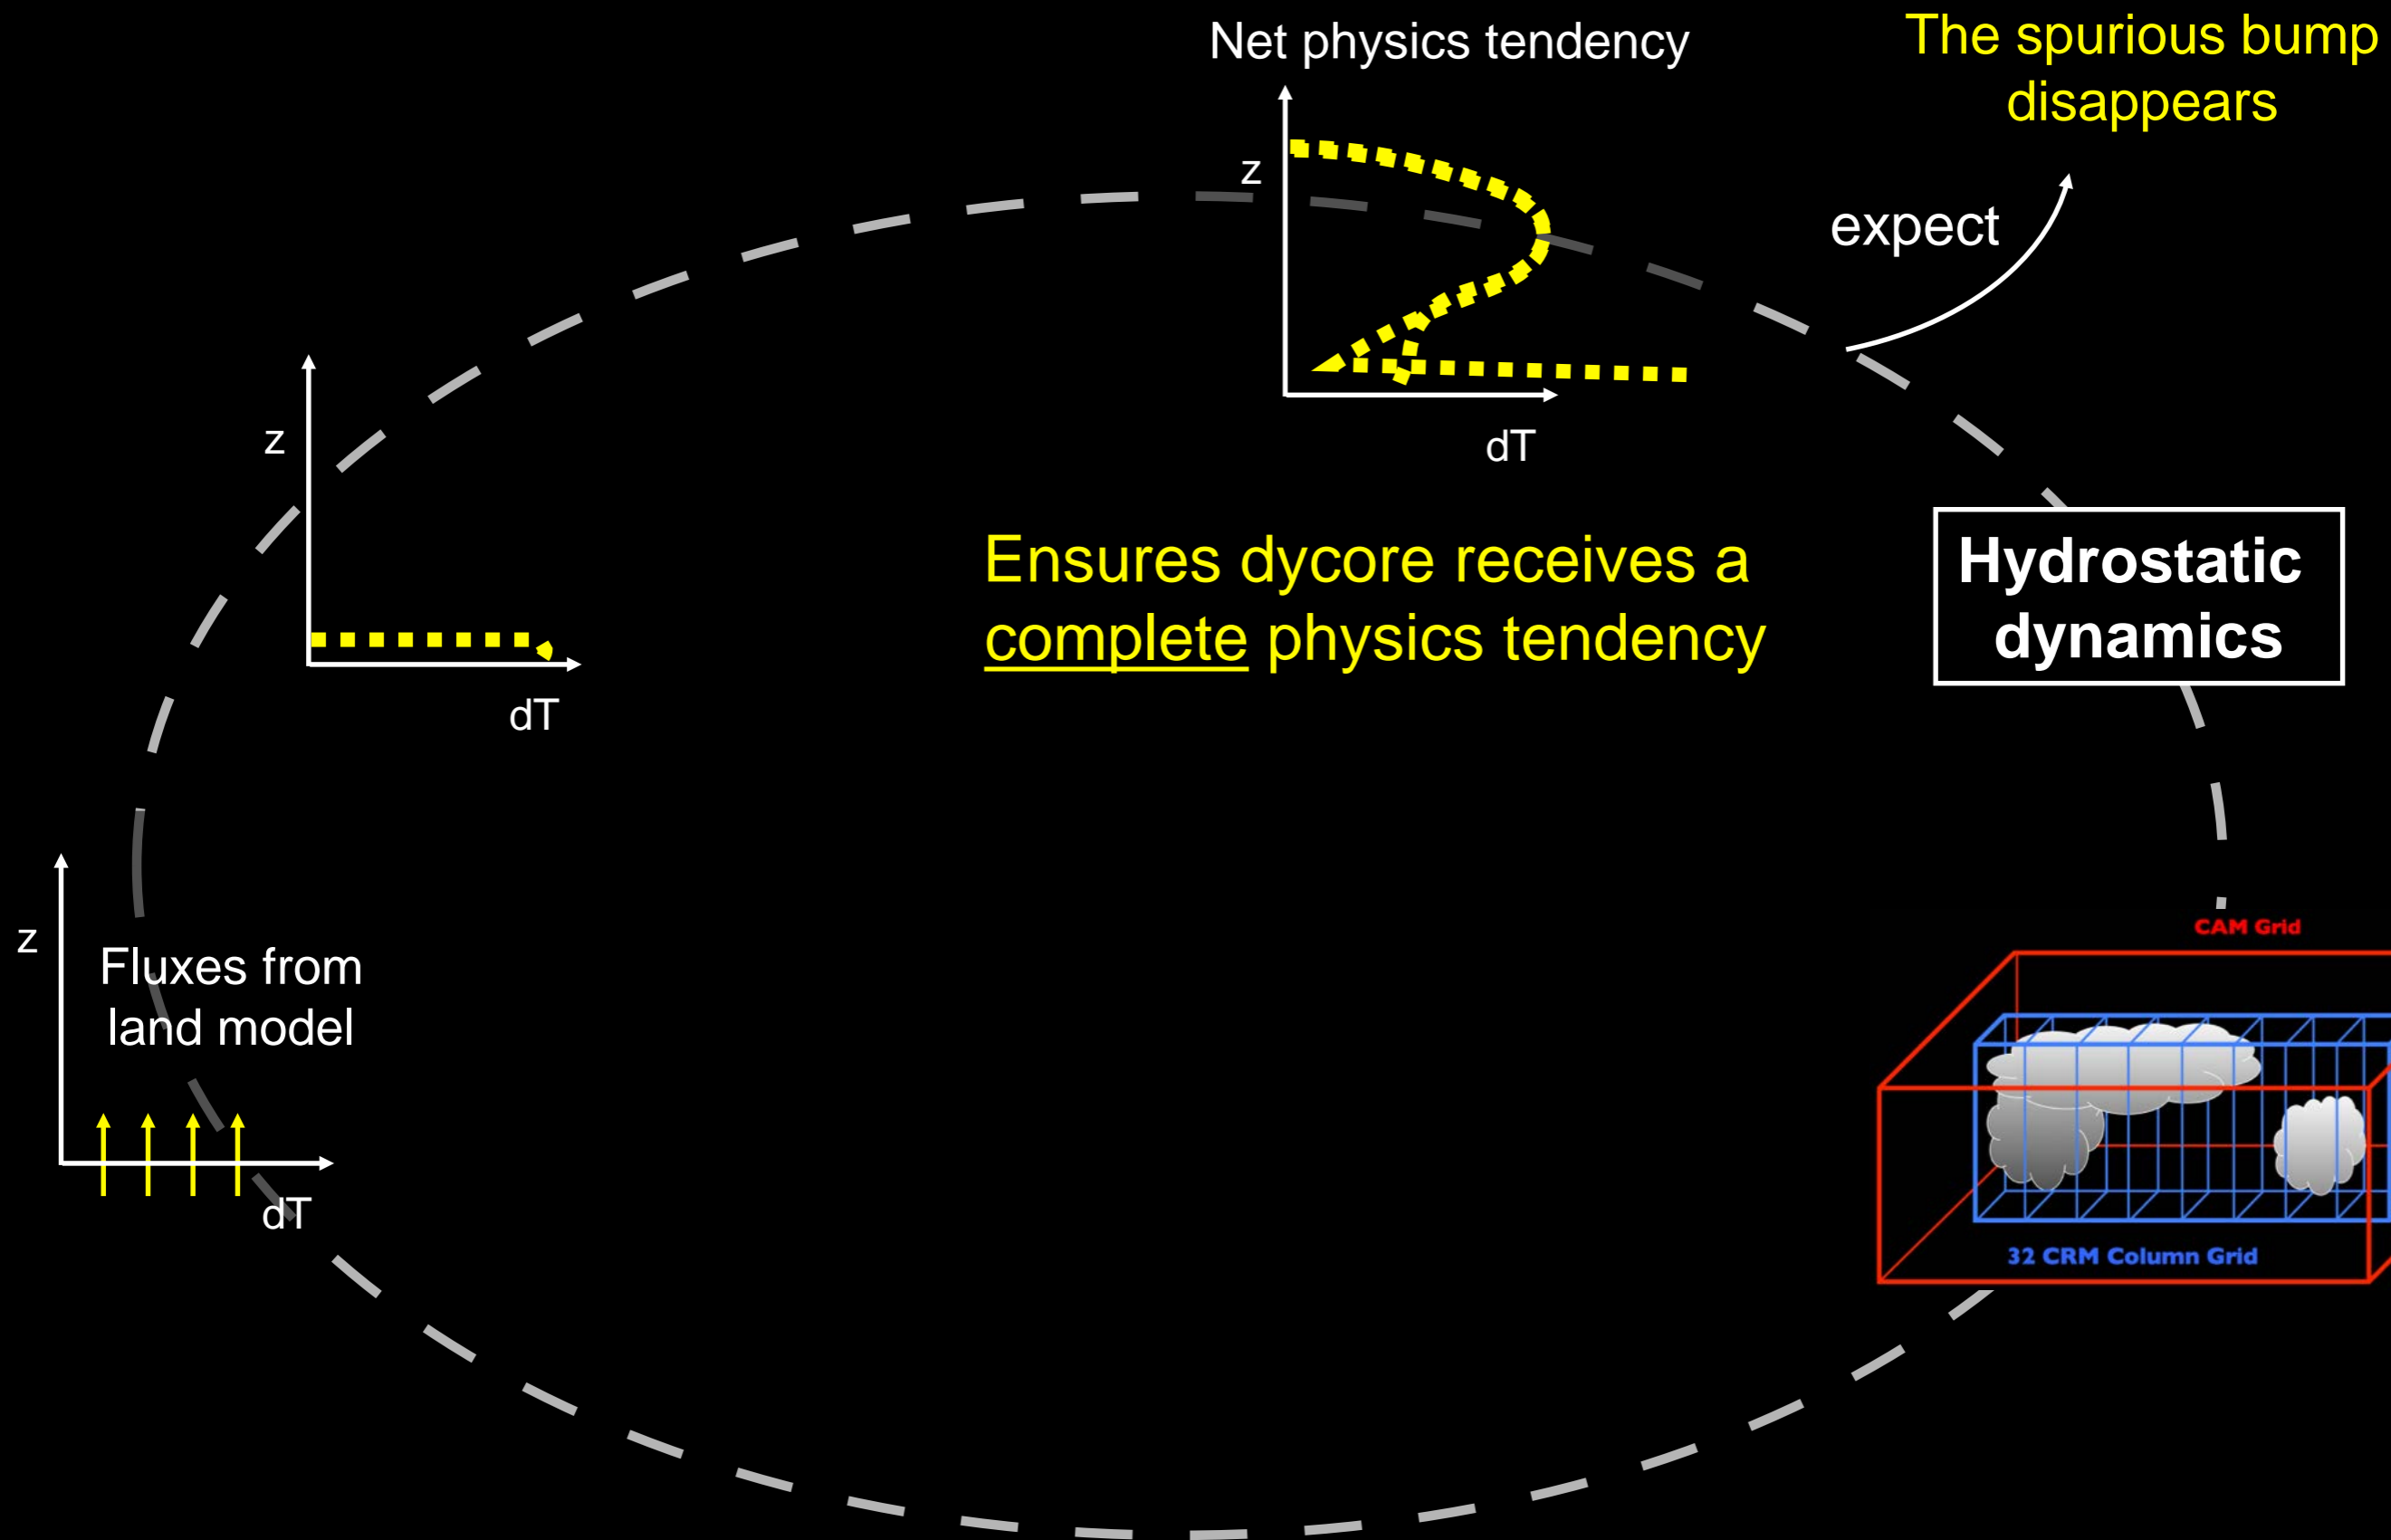 Net physics tendency
The spurious bump
disappears
z
expect
dT
z
Ensures dycore receives a
complete physics tendency
Hydrostatic
dynamics
dT
z
Fluxes from
land model
CAM Grid
dT
32 CRM Column Grid